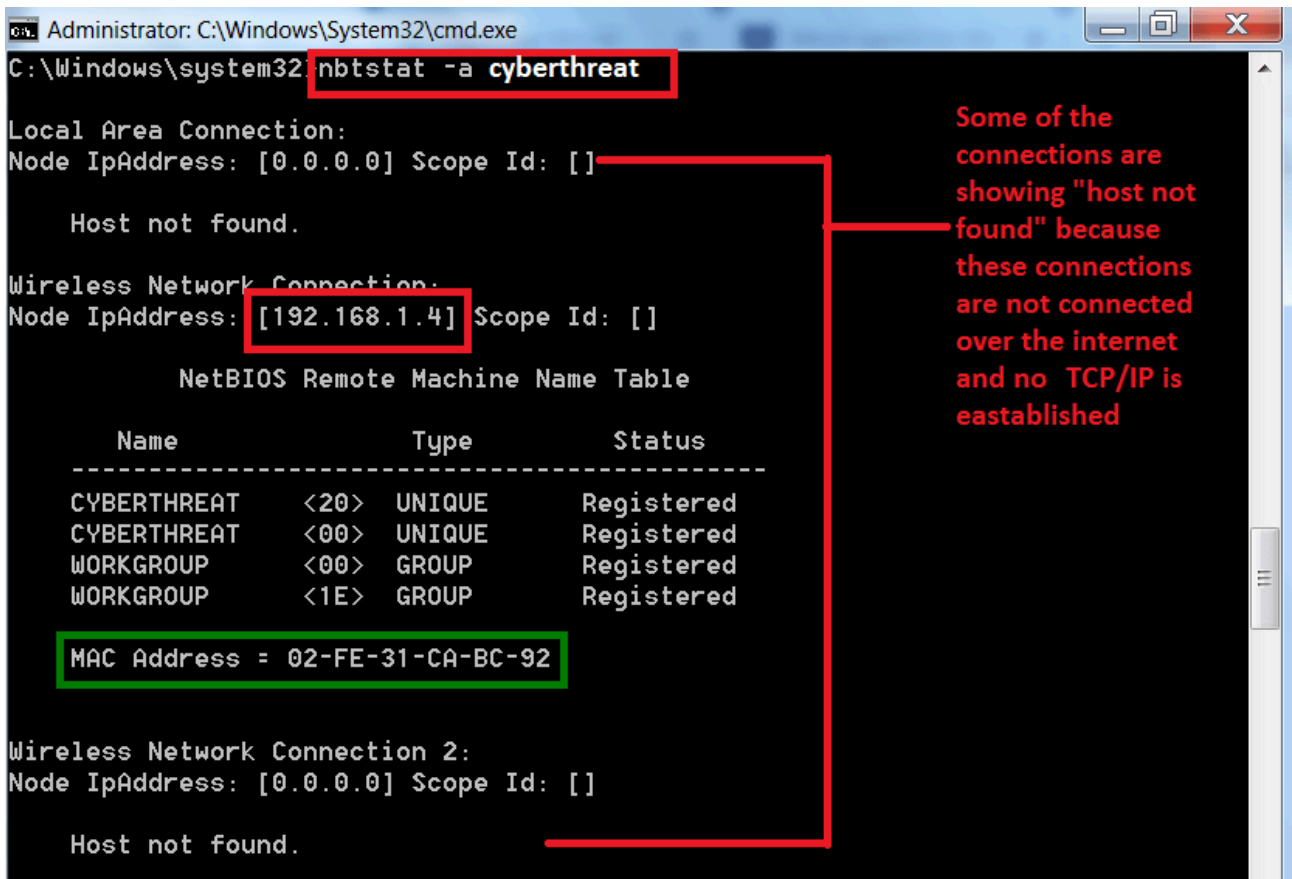 Administrator: C:\Windows\System32\cmd.exe
C:\Windows\system32>nbtstat -a cyberthreat
Local Area Connection:
Node IpAddress: [0.0.0.0] Scope Id: []
Host not found.
Wireless Network Connection:
Node IpAddress: [192.168.1.4] Scope Id: []
NetBIOS Remote Machine Name Table
Name Type Status
---------------------------------------------
CYBERTHREAT <20> UNIQUE Registered
CYBERTHREAT <00> UNIQUE Registered
WORKGROUP <00> GROUP Registered
WORKGROUP <1E> GROUP Registered
MAC Address = 02-FE-31-CA-BC-92
Wireless Network Connection 2:
Node IpAddress: [0.0.0.0] Scope Id: []
Host not found.
Some of the
connections are
showing "host not
found" because
these connections
are not connected
over the internet
and no TCP/IP is
eastablished